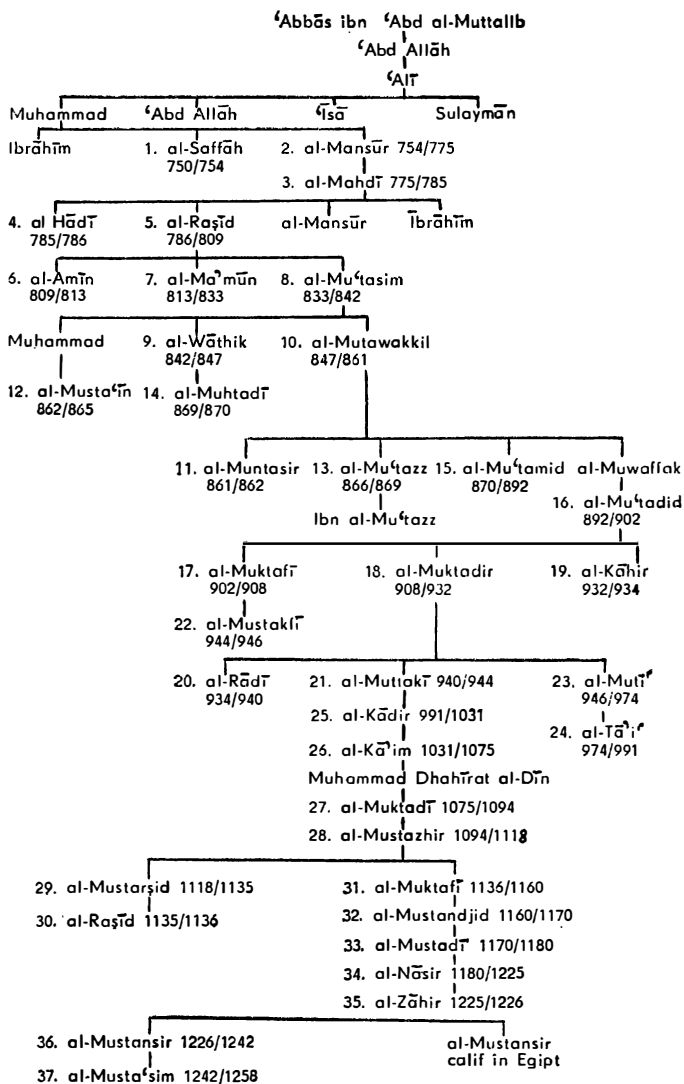 ʿAbbās ibn ʿAbd al-Muttalib
ʿAbd Allāh
ʿAlī
Muhammad ʿAbd Allāh ʿĪsā Sulaymān
Ibrāhīm 1. al-Saffāh 2. al-Mansūr 754/775
750/754
3. al-Mahdī 775/785
4. al Hādī 5. al-Raşīd al-Mansūr Ībrāhīm
785/786 786/809
6. al-Amīn 7. al-Maʾmūn 8. al-Muʿtasim
809/813 813/833 833/842
Muhammad 9. al-Wāthik 10. al-Mutawakkil
842/847 847/861
12. al-Mustaʿīn 14. al-Muhtadī
862/865 869/870
11. al-Muntasir 13. al-Muʿtazz 15. al-Muʿtamid al-Muwaffak
861/862 866/869 870/892
16. al-Muʿtadid
Ibn al-Muʿtazz 892/902
17. al-Muktafī 18. al-Muktadir 19. al-Kāhir
902/908 908/932 932/934
22. al-Mustakfī
944/946
20. al-Rādī 21. al-Muttakī 940/944 23. al-Mutīʿ
934/940 946/974
25. al-Kādir 991/1031
24. al-Tāʾiʿ
26. al-Kāʾim 1031/1075 974/991
Muhammad Dhahīrat al-Dīn
27. al-Muktadī 1075/1094
28. al-Mustazhir 1094/1118
29. al-Mustarşid 1118/1135 31. al-Muktafī 1136/1160
30. al-Raşīd 1135/1136 32. al-Mustandjid 1160/1170
33. al-Mustadī 1170/1180
34. al-Nāsir 1180/1225
35. al-Zāhir 1225/1226
36. al-Mustansir 1226/1242 al-Mustansir
calif in Egipt
37. al-Mustaʿsim 1242/1258